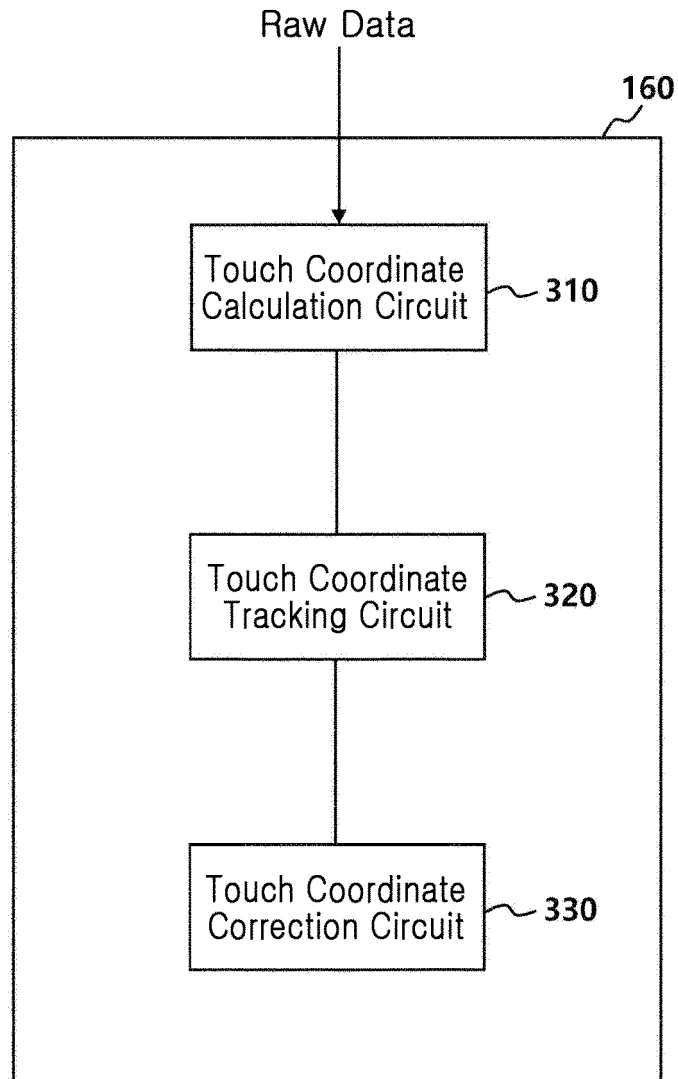 Raw Data
160
Touch Coordinate
Calculation Circuit
310
Touch Coordinate
Tracking Circuit
320
Touch Coordinate
Correction Circuit
330